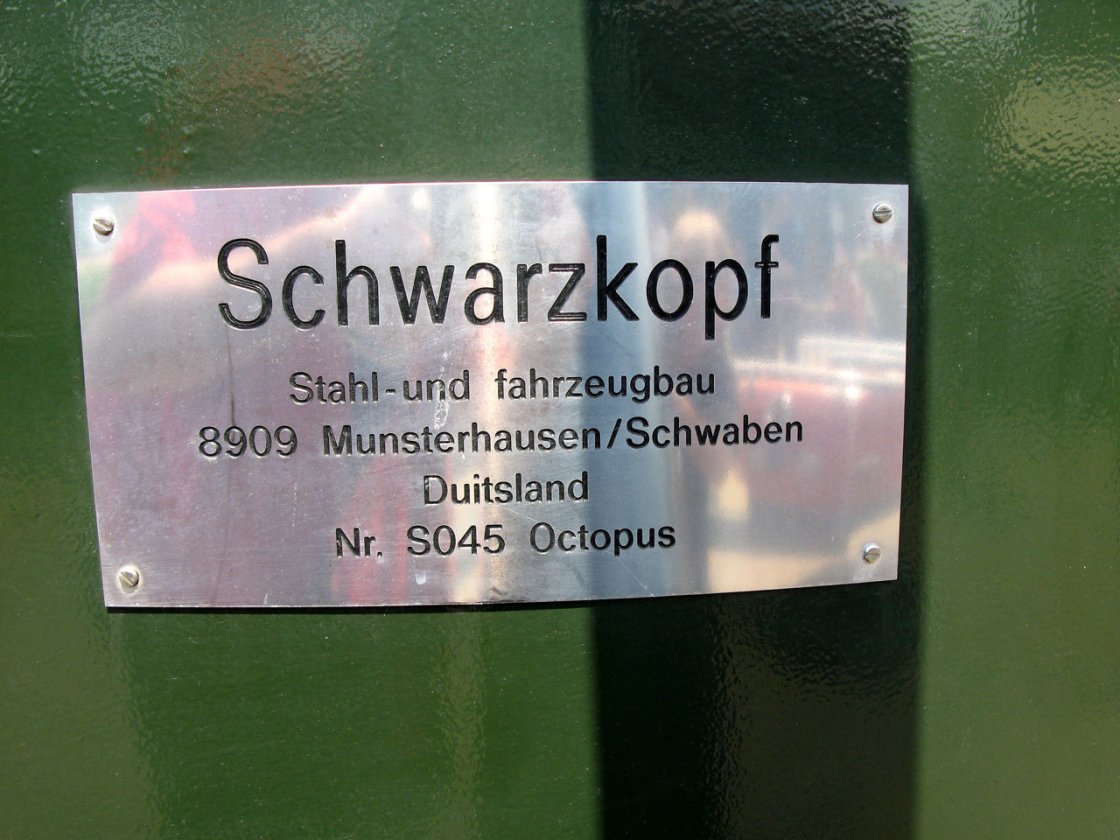 Schwarzkopf
Stahl-und fahrzeugbau
8909 Munsterhausen/Schwaben
Duitsland
Nr. S045 Octopus